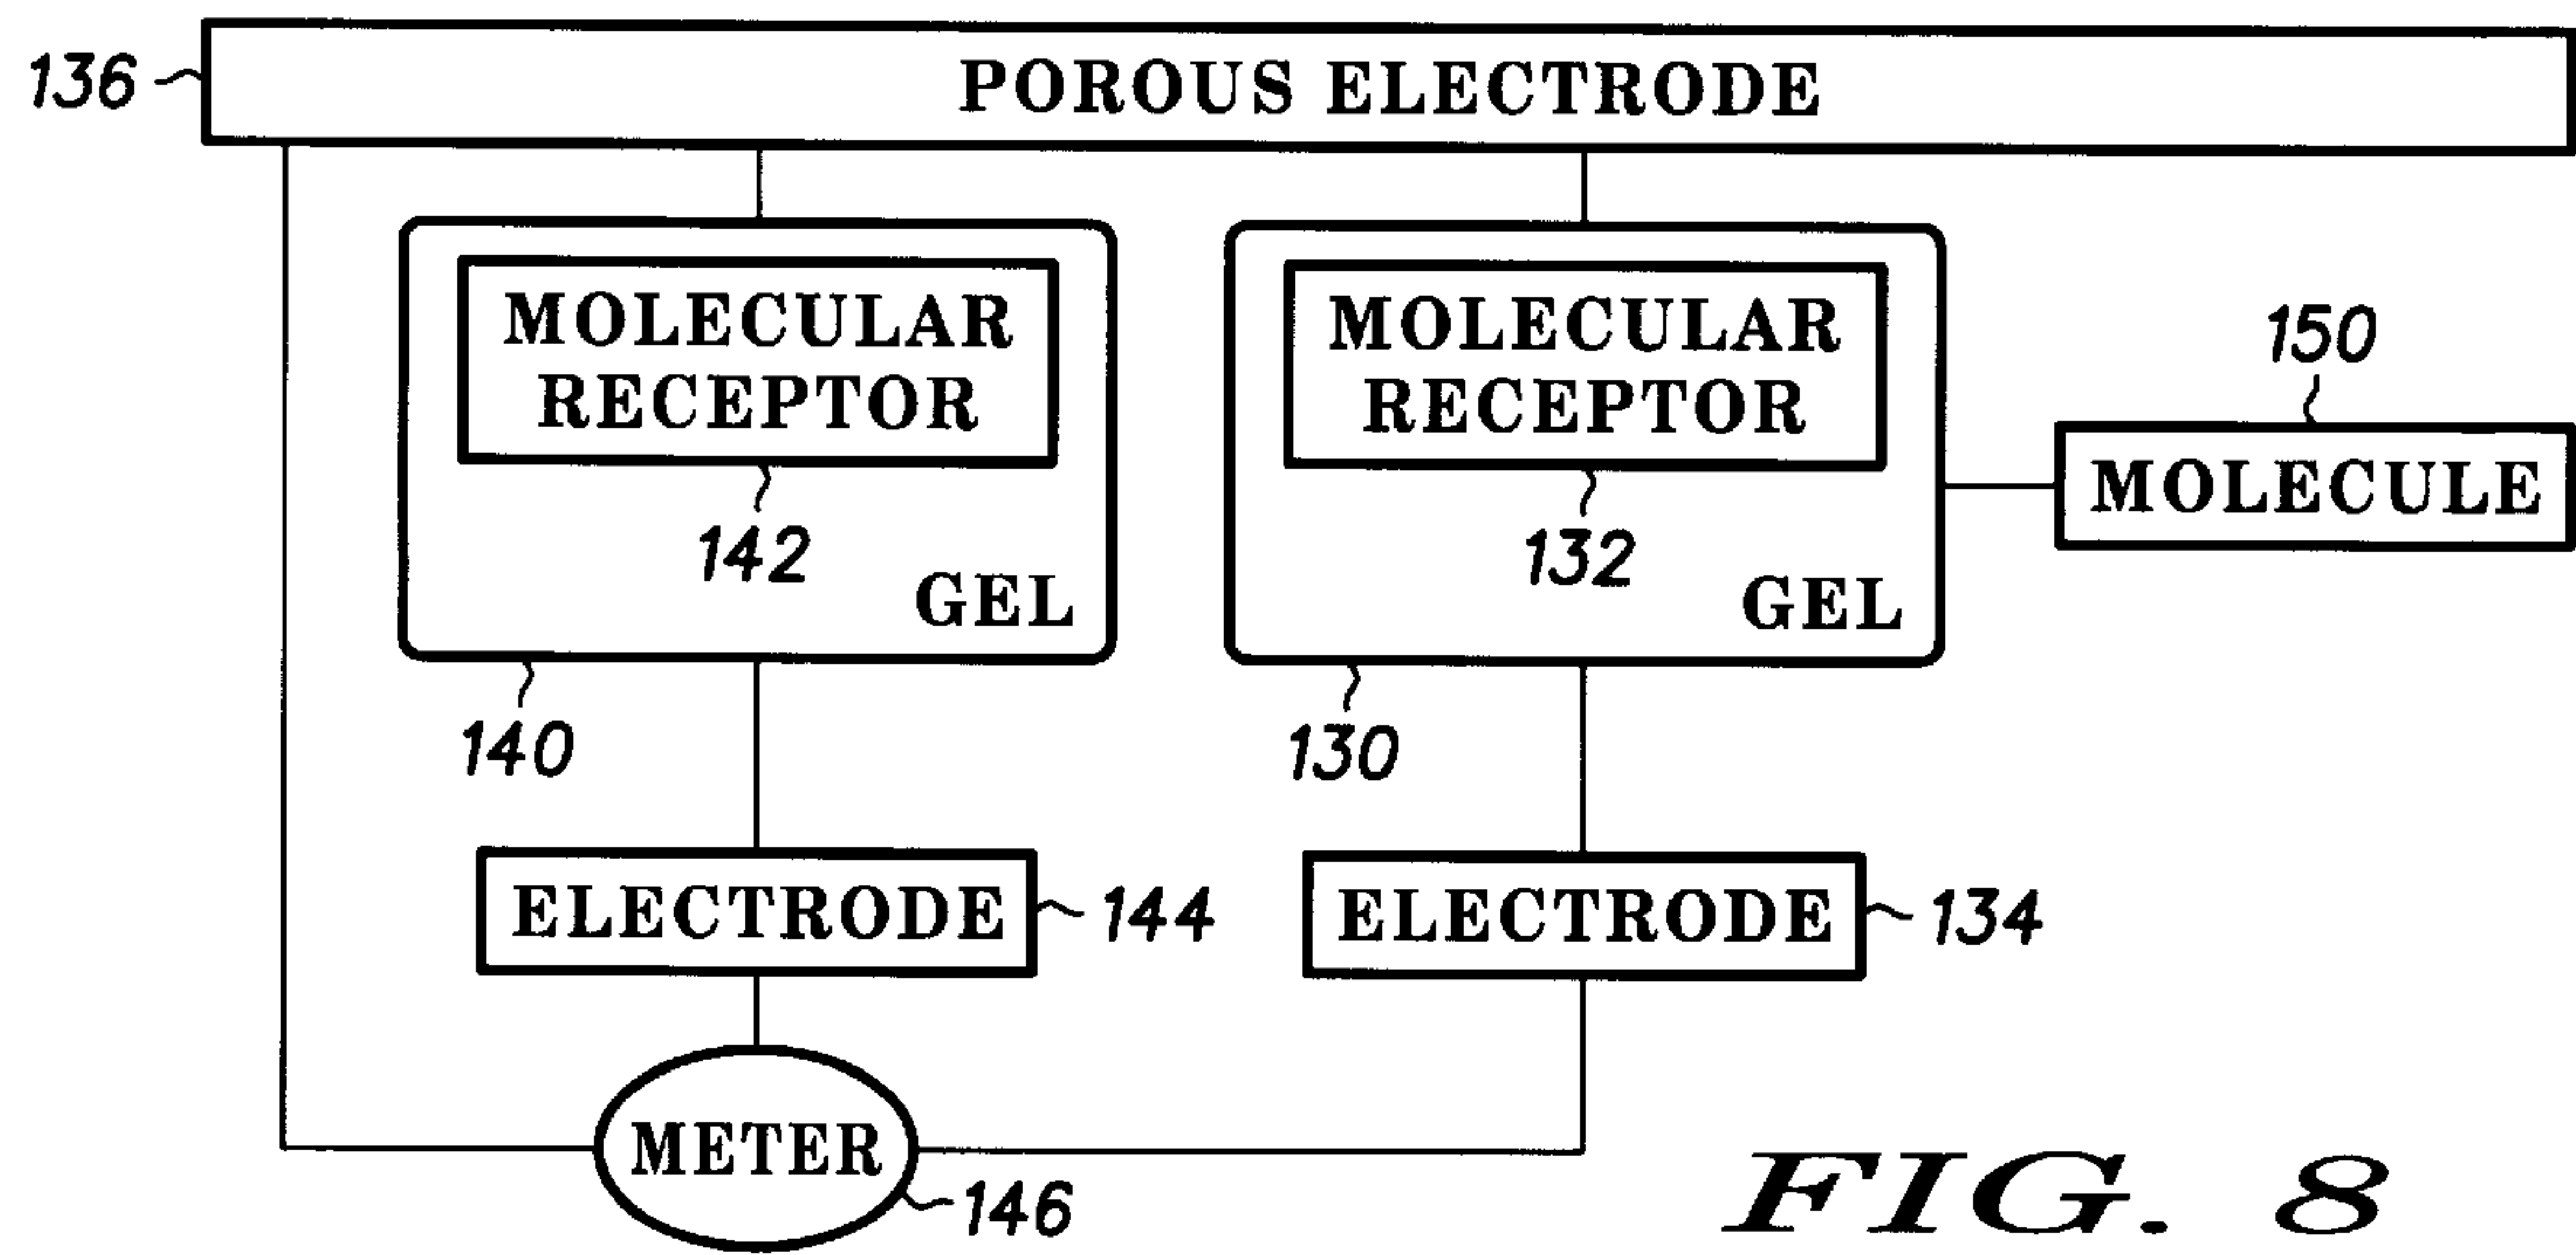 136
POROUS ELECTRODE
MOLECULAR
RECEPTOR
142
GEL
140
MOLECULAR
RECEPTOR
132
GEL
130
150
MOLECULE
ELECTRODE
144
ELECTRODE
134
METER
146
FIG. 8